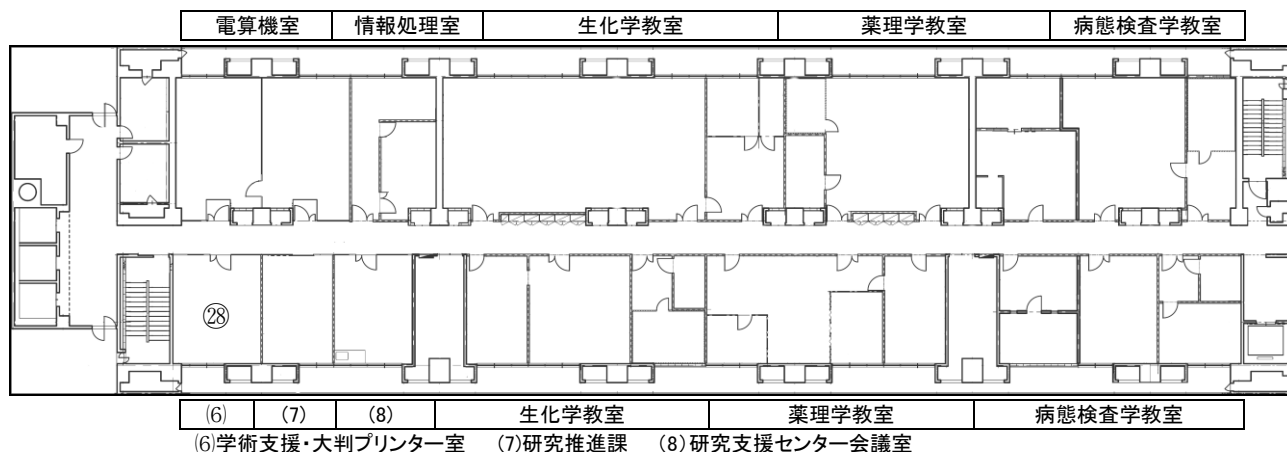 電算機室 情報処理室 生化学教室 薬理学教室 病態検査学教室
㉘
⑹ (7) (8) 生化学教室 薬理学教室 病態検査学教室
⑹学術支援・大判プリンター室 (7)研究推進課 (8)研究支援センター会議室